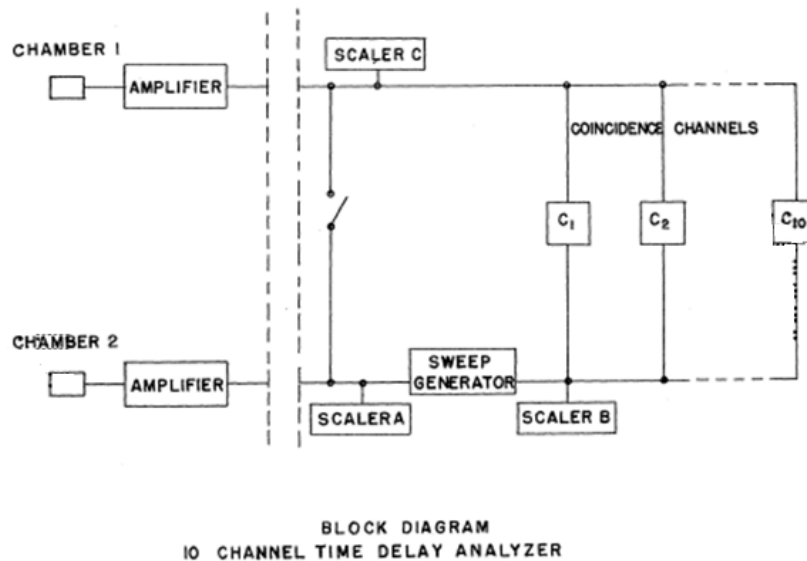 CHAMBER 1
AMPLIFIER
SCALER C
COINCIDENCE CHANNELS
C1
C2
C10
CHAMBER 2
AMPLIFIER
SWEEP
GENERATOR
SCALER A
SCALER B
BLOCK DIAGRAM
10 CHANNEL TIME DELAY ANALYZER